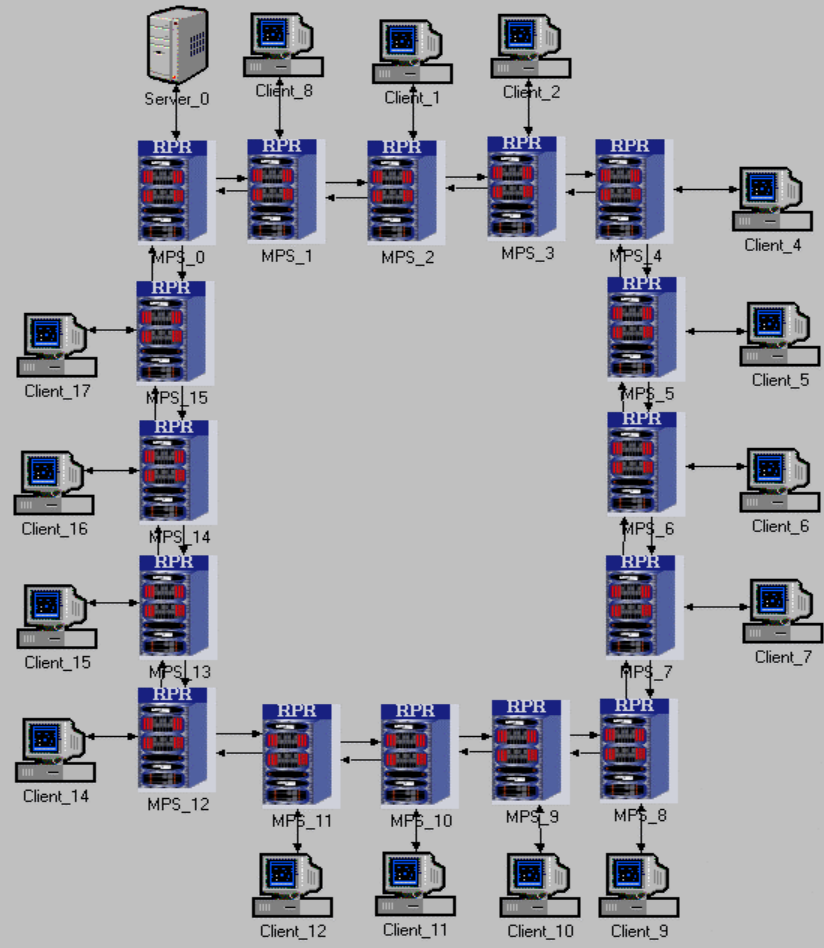 Server_0
Client_8
Client_1
Client_2
RPR
RPR
RPR
RPR
RPR
MPS_0
MPS_1
MPS_2
MPS_3
MPS_4
Client_4
RPR
RPR
Client_17
MPS_15
MPS_5
Client_5
RPR
RPR
Client_16
MPS_14
MPS_6
Client_6
RPR
RPR
Client_15
MPS_13
MPS_7
Client_7
RPR
RPR
RPR
RPR
RPR
Client_14
MPS_12
MPS_11
MPS_10
MPS_9
MPS_8
Client_12
Client_11
Client_10
Client_9